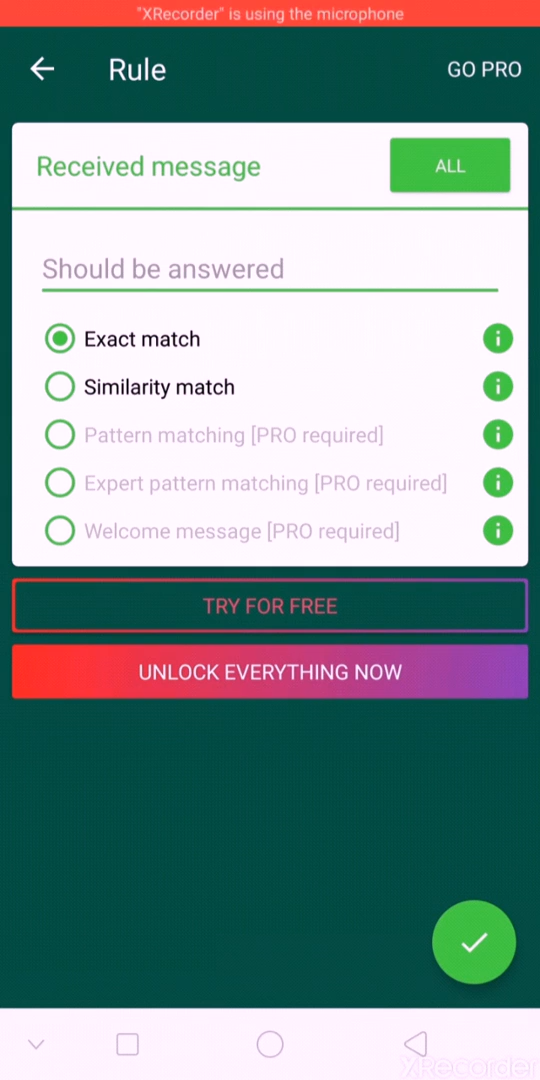 "XRecorder" is using the microphone
Rule
GO PRO
Received message
ALL
Should be answered
Exact match
Similarity match
Pattern matching [PRO required]
Expert pattern matching [PRO required]
Welcome message [PRO required]
TRY FOR FREE
UNLOCK EVERYTHING NOW
XRecorder